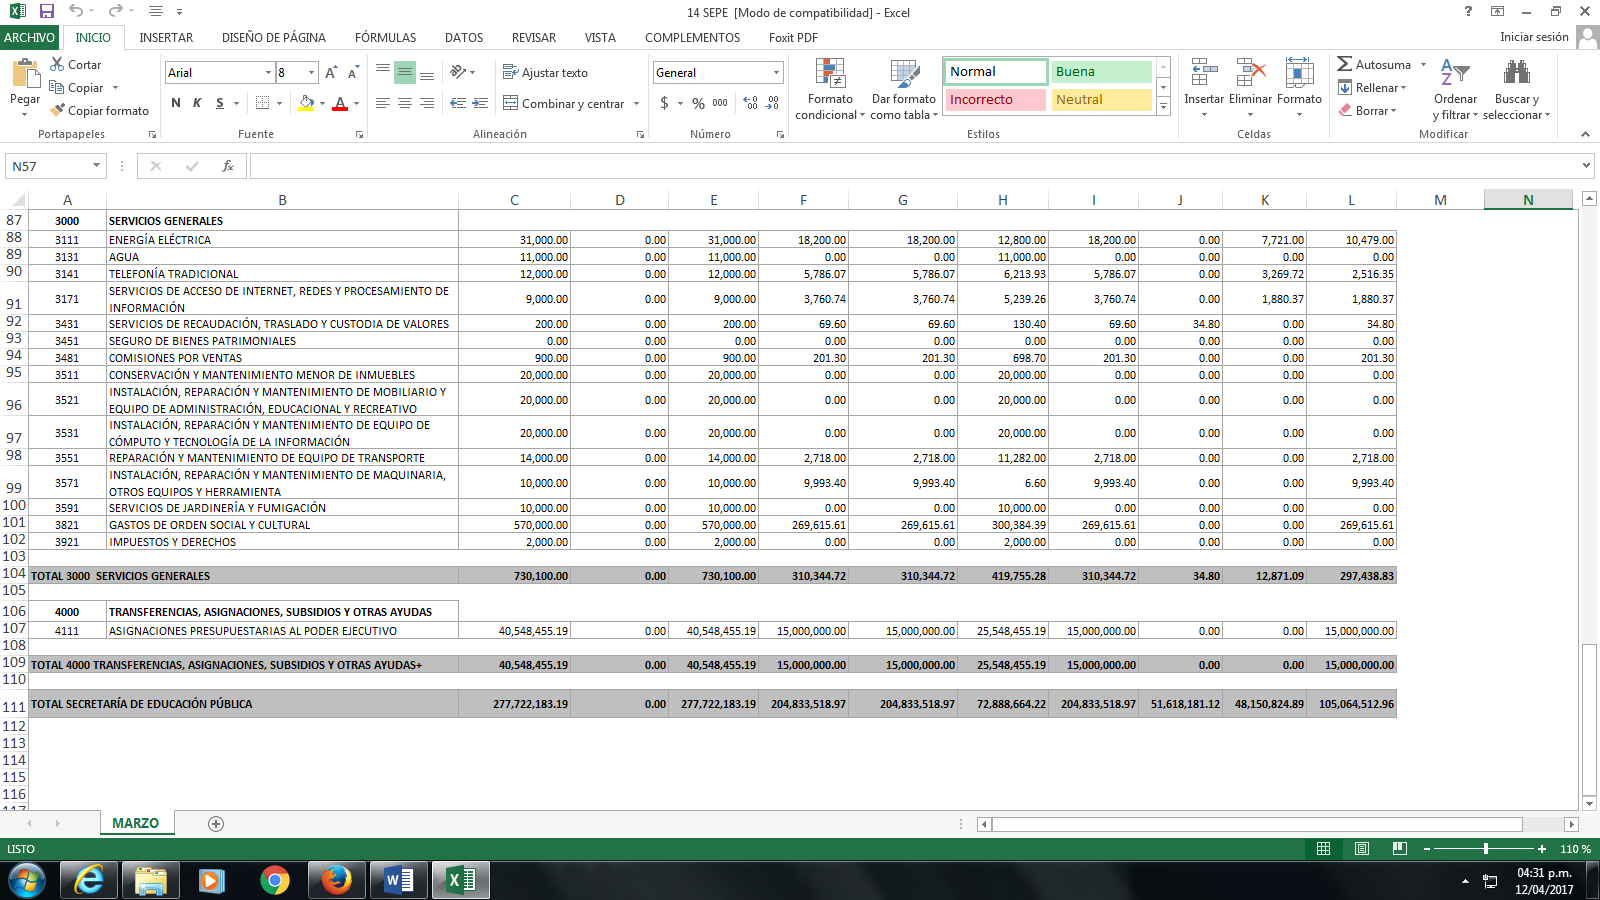 14 SEPE  [Modo de compatibilidad] - Excel
ARCHIVO INICIO INSERTAR DISEÑO DE PÁGINA FÓRMULAS DATOS REVISAR VISTA COMPLEMENTOS Foxit PDF Iniciar sesión
Pegar Cortar Copiar Copiar formato
Arial 8 N K S
Ajustar texto Combinar y centrar
General $ % 000
Formato condicional Dar formato como tabla
Normal Buena Incorrecto Neutral
Insertar Eliminar Formato
Autosuma Rellenar Borrar Ordenar y filtrar Buscar y seleccionar
Portapapeles Fuente Alineación Número Estilos Celdas Modificar
N57 fx
A B C D E F G H I J K L M N
87 3000 SERVICIOS GENERALES
88 3111 ENERGÍA ELÉCTRICA 31,000.00 0.00 31,000.00 18,200.00 18,200.00 12,800.00 18,200.00 0.00 7,721.00 10,479.00
89 3131 AGUA 11,000.00 0.00 11,000.00 0.00 0.00 11,000.00 0.00 0.00 0.00 0.00
90 3141 TELEFONÍA TRADICIONAL 12,000.00 0.00 12,000.00 5,786.07 5,786.07 6,213.93 5,786.07 0.00 3,269.72 2,516.35
91 3171 SERVICIOS DE ACCESO DE INTERNET, REDES Y PROCESAMIENTO DE INFORMACIÓN 9,000.00 0.00 9,000.00 3,760.74 3,760.74 5,239.26 3,760.74 0.00 1,880.37 1,880.37
92 3431 SERVICIOS DE RECAUDACIÓN, TRASLADO Y CUSTODIA DE VALORES 200.00 0.00 200.00 69.60 69.60 130.40 69.60 34.80 0.00 34.80
93 3451 SEGURO DE BIENES PATRIMONIALES 0.00 0.00 0.00 0.00 0.00 0.00 0.00 0.00 0.00 0.00
94 3481 COMISIONES POR VENTAS 900.00 0.00 900.00 201.30 201.30 698.70 201.30 0.00 0.00 201.30
95 3511 CONSERVACIÓN Y MANTENIMIENTO MENOR DE INMUEBLES 20,000.00 0.00 20,000.00 0.00 0.00 20,000.00 0.00 0.00 0.00 0.00
96 3521 INSTALACIÓN, REPARACIÓN Y MANTENIMIENTO DE MOBILIARIO Y EQUIPO DE ADMINISTRACIÓN, EDUCACIONAL Y RECREATIVO 20,000.00 0.00 20,000.00 0.00 0.00 20,000.00 0.00 0.00 0.00 0.00
97 3531 INSTALACIÓN, REPARACIÓN Y MANTENIMIENTO DE EQUIPO DE CÓMPUTO Y TECNOLOGÍA DE LA INFORMACIÓN 20,000.00 0.00 20,000.00 0.00 0.00 20,000.00 0.00 0.00 0.00 0.00
98 3551 REPARACIÓN Y MANTENIMIENTO DE EQUIPO DE TRANSPORTE 14,000.00 0.00 14,000.00 2,718.00 2,718.00 11,282.00 2,718.00 0.00 0.00 2,718.00
99 3571 INSTALACIÓN, REPARACIÓN Y MANTENIMIENTO DE MAQUINARIA, OTROS EQUIPOS Y HERRAMIENTA 10,000.00 0.00 10,000.00 9,993.40 9,993.40 6.60 9,993.40 0.00 0.00 9,993.40
100 3591 SERVICIOS DE JARDINERÍA Y FUMIGACIÓN 10,000.00 0.00 10,000.00 0.00 0.00 10,000.00 0.00 0.00 0.00 0.00
101 3821 GASTOS DE ORDEN SOCIAL Y CULTURAL 570,000.00 0.00 570,000.00 269,615.61 269,615.61 300,384.39 269,615.61 0.00 0.00 269,615.61
102 3921 IMPUESTOS Y DERECHOS 2,000.00 0.00 2,000.00 0.00 0.00 2,000.00 0.00 0.00 0.00 0.00
103
104 TOTAL 3000  SERVICIOS GENERALES 730,100.00 0.00 730,100.00 310,344.72 310,344.72 419,755.28 310,344.72 34.80 12,871.09 297,438.83
105
106 4000 TRANSFERENCIAS, ASIGNACIONES, SUBSIDIOS Y OTRAS AYUDAS
107 4111 ASIGNACIONES PRESUPUESTARIAS AL PODER EJECUTIVO 40,548,455.19 0.00 40,548,455.19 15,000,000.00 15,000,000.00 25,548,455.19 15,000,000.00 0.00 0.00 15,000,000.00
108
109 TOTAL 4000 TRANSFERENCIAS, ASIGNACIONES, SUBSIDIOS Y OTRAS AYUDAS+ 40,548,455.19 0.00 40,548,455.19 15,000,000.00 15,000,000.00 25,548,455.19 15,000,000.00 0.00 0.00 15,000,000.00
110
111 TOTAL SECRETARÍA DE EDUCACIÓN PÚBLICA 277,722,183.19 0.00 277,722,183.19 204,833,518.97 204,833,518.97 72,888,664.22 204,833,518.97 51,618,181.12 48,150,824.89 105,064,512.96
112
113
114
115
116
117
MARZO
LISTO 110 %
04:31 p.m.
12/04/2017